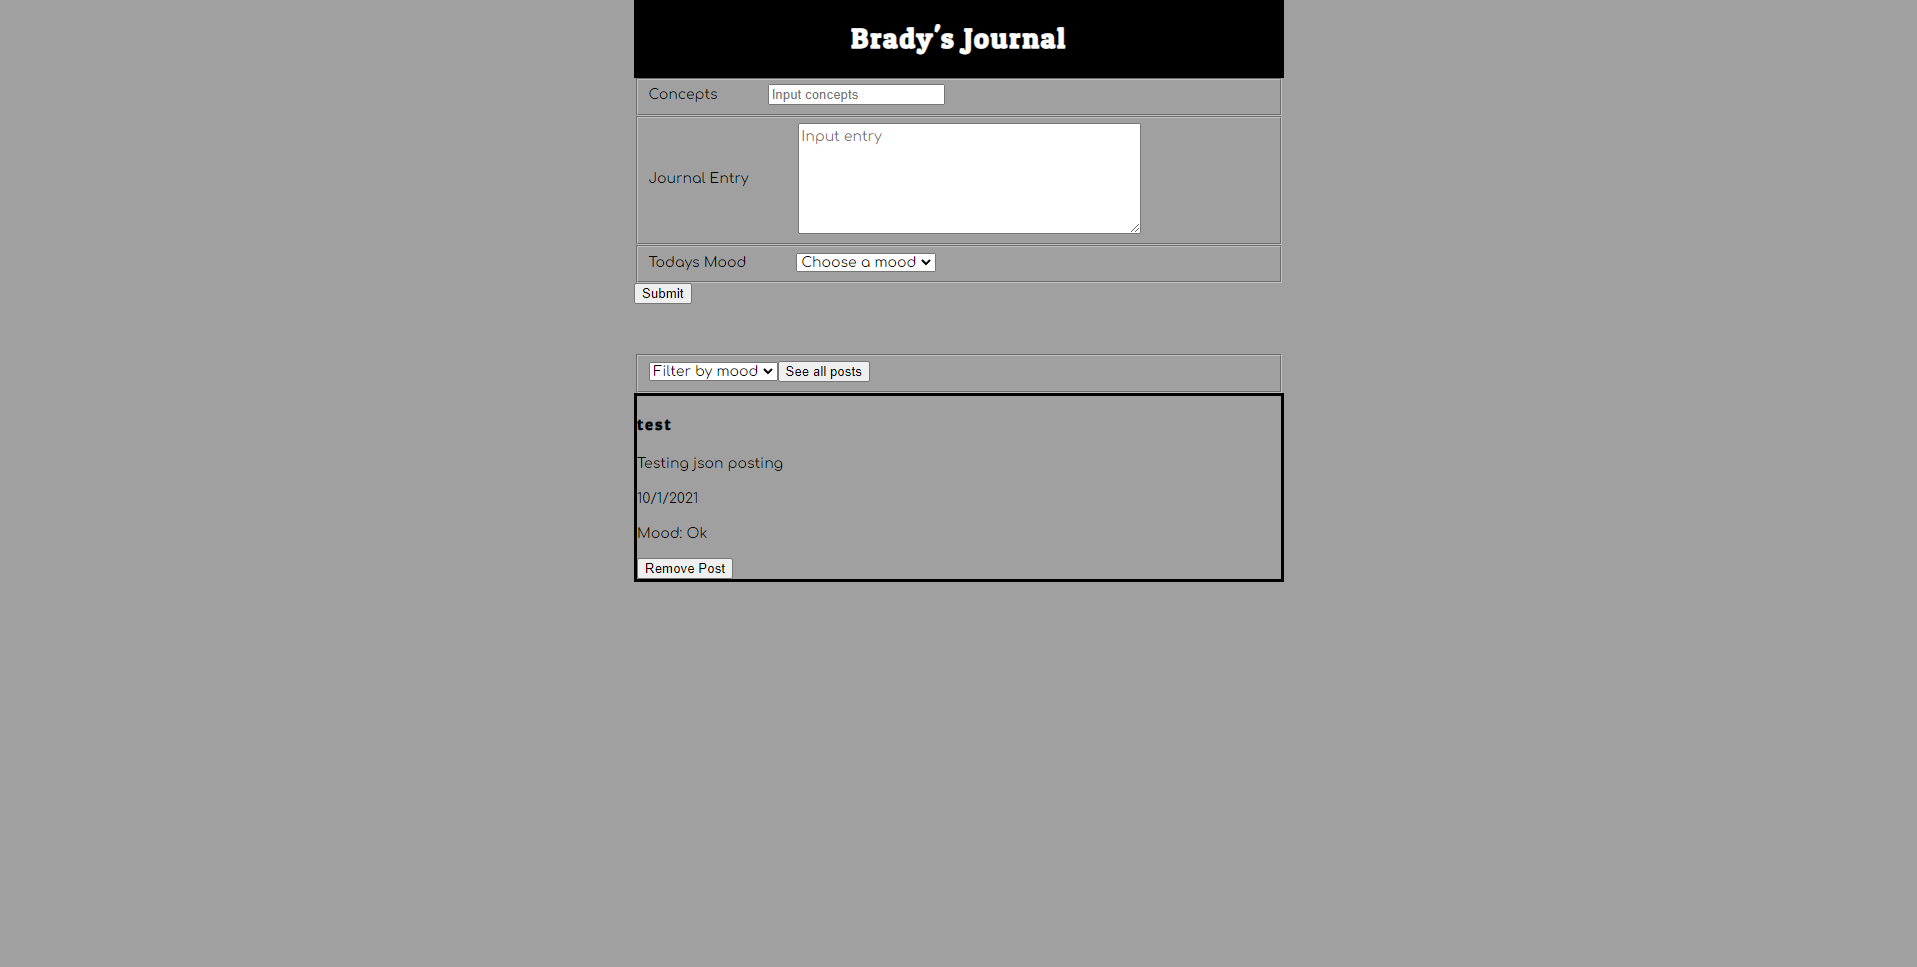 Brady's Journal
Concepts Input concepts
Journal Entry Input entry
Todays Mood Choose a mood
Submit
Filter by mood See all posts
test
Testing json posting
10/1/2021
Mood: Ok
Remove Post